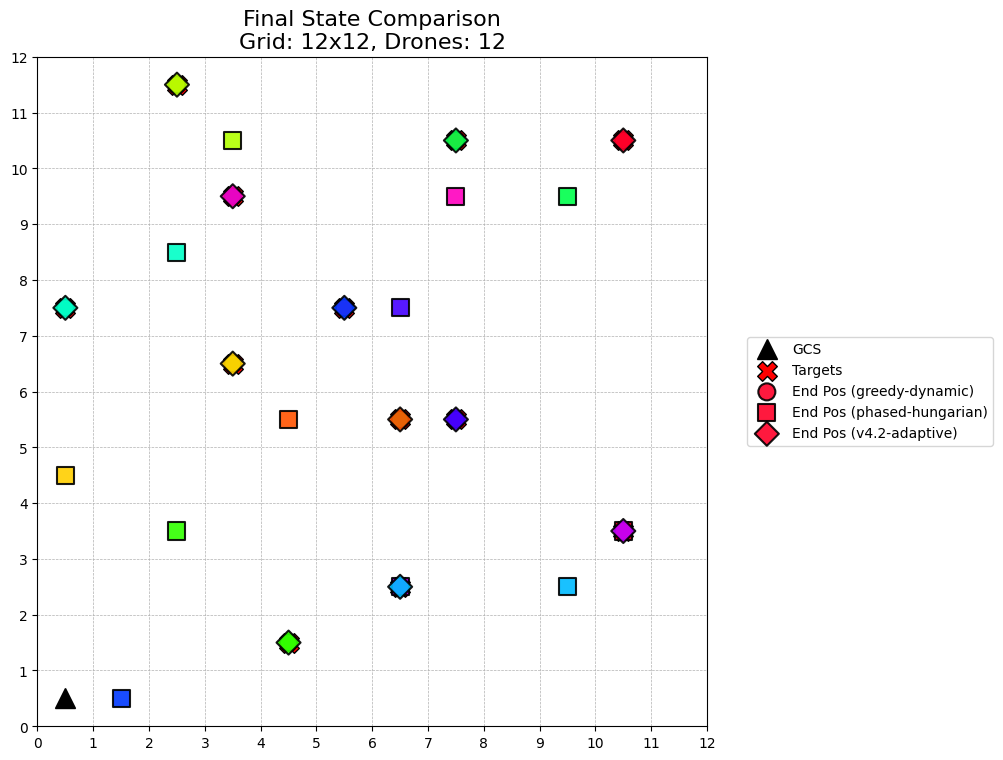 Final State Comparison
Grid: 12x12, Drones: 12
12
11
10
9
8
7
6
5
4
3
2
1
0
0 1 2 3 4 5 6 7 8 9 10 11 12
GCS
Targets
End Pos (greedy-dynamic)
End Pos (phased-hungarian)
End Pos (v4.2-adaptive)